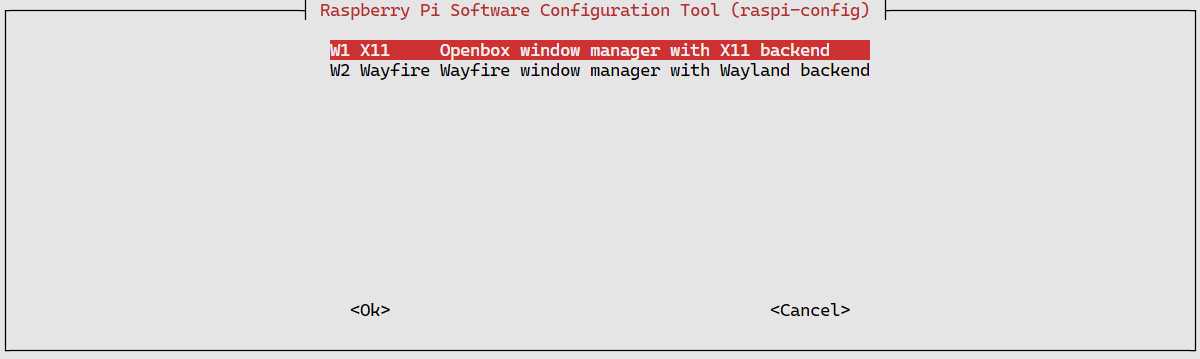 Raspberry Pi Software Configuration Tool (raspi-config)
W1 X11 Openbox window manager with X11 backend
W2 Wayfire Wayfire window manager with Wayland backend
<Ok> <Cancel>